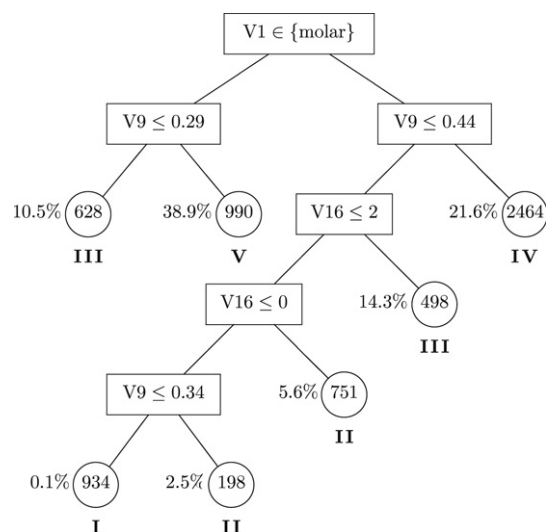 V1 ∈ {molar}
V9 ≤ 0.29
V9 ≤ 0.44
10.5% 628
38.9% 990
V16 ≤ 2
21.6% 2464
III
V
IV
V16 ≤ 0
14.3% 498
III
V9 ≤ 0.34
5.6% 751
II
0.1% 934
2.5% 198
I
II